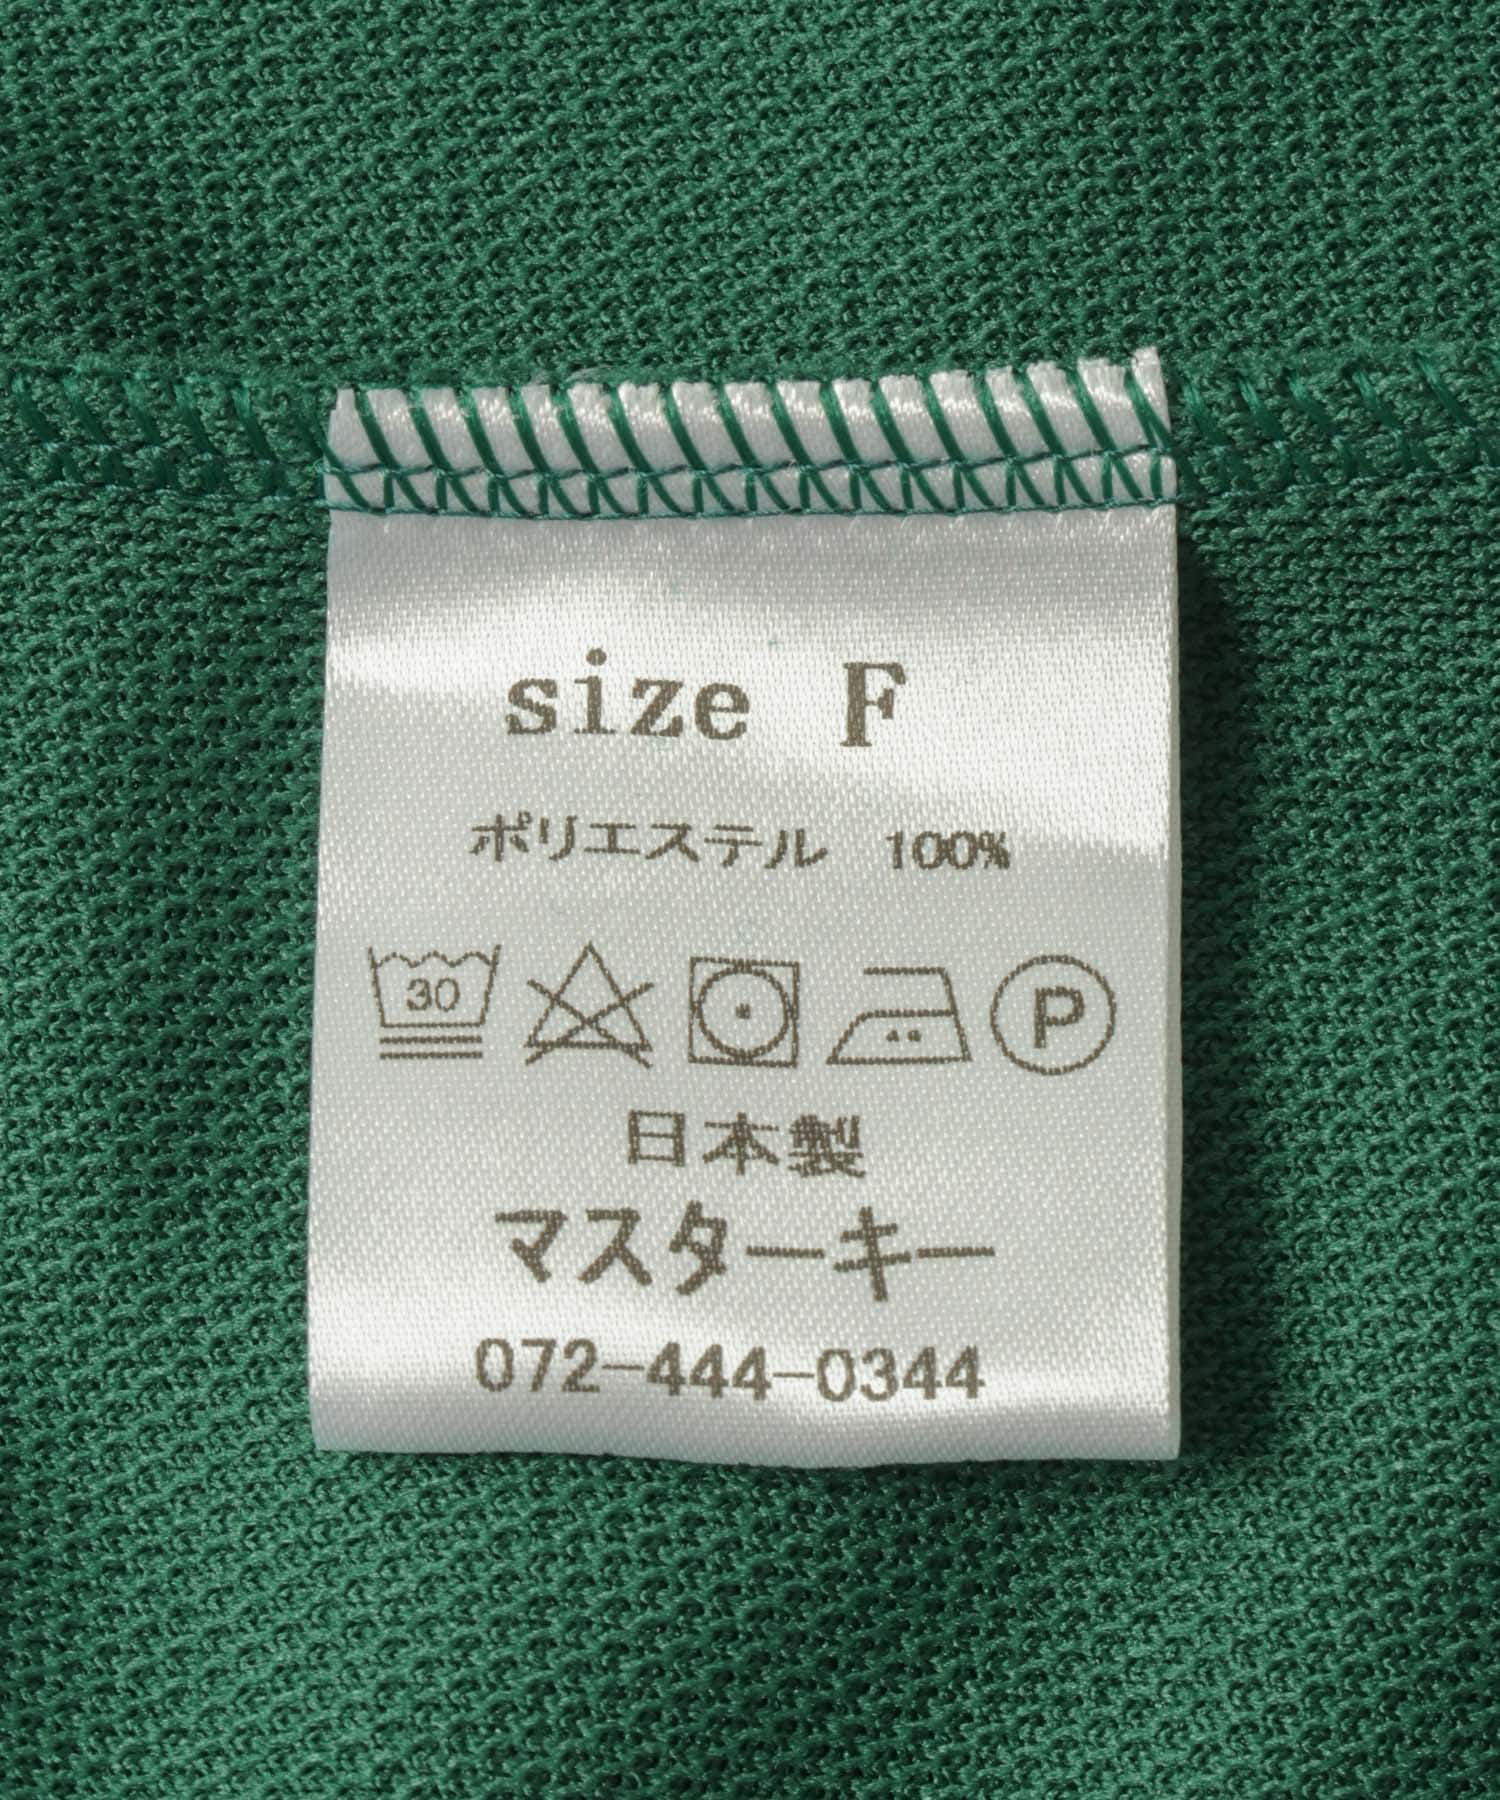 size F
ポリエステル 100%
30 P
日本製
マスターキー
072-444-0344